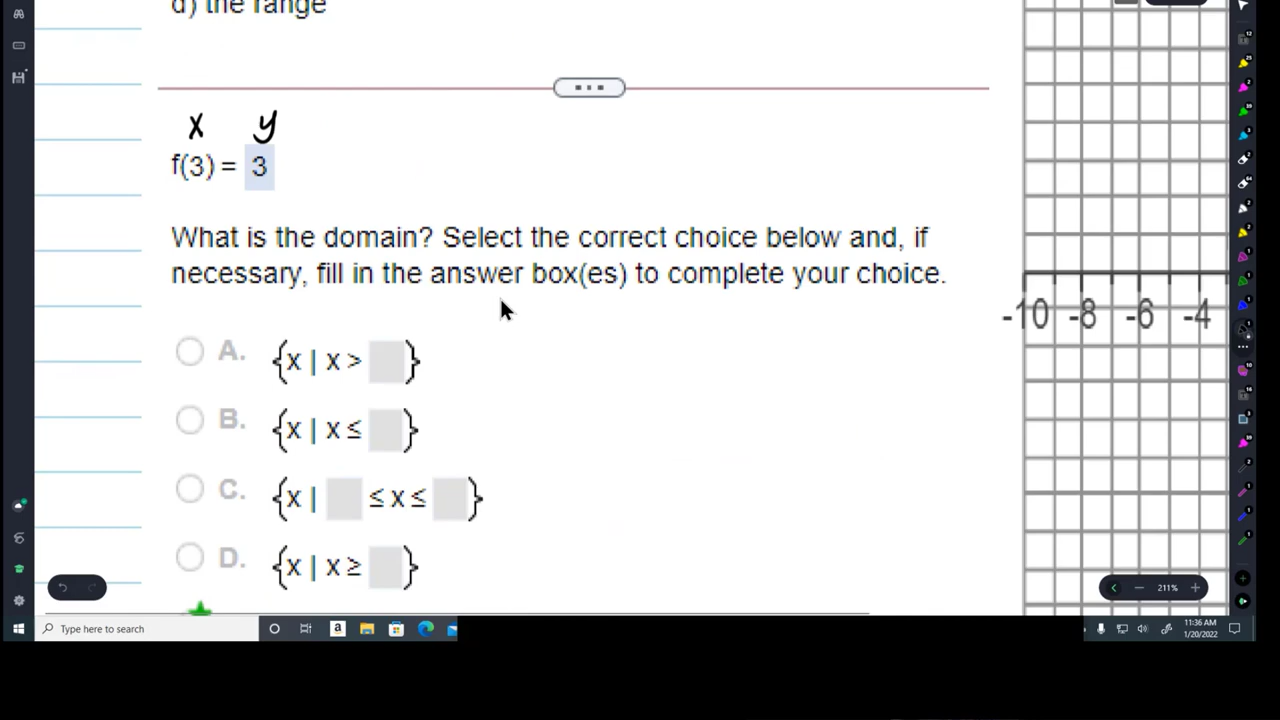 d) the range
x y
f(3) = 3
What is the domain? Select the correct choice below and, if
necessary, fill in the answer box(es) to complete your choice.
A. {x | x > }
B. {x | x ≤ }
C. {x | ≤ x ≤ }
D. {x | x ≥ }
-10 -8 -6 -4
211%
Type here to search
a
11:36 AM
1/20/2022